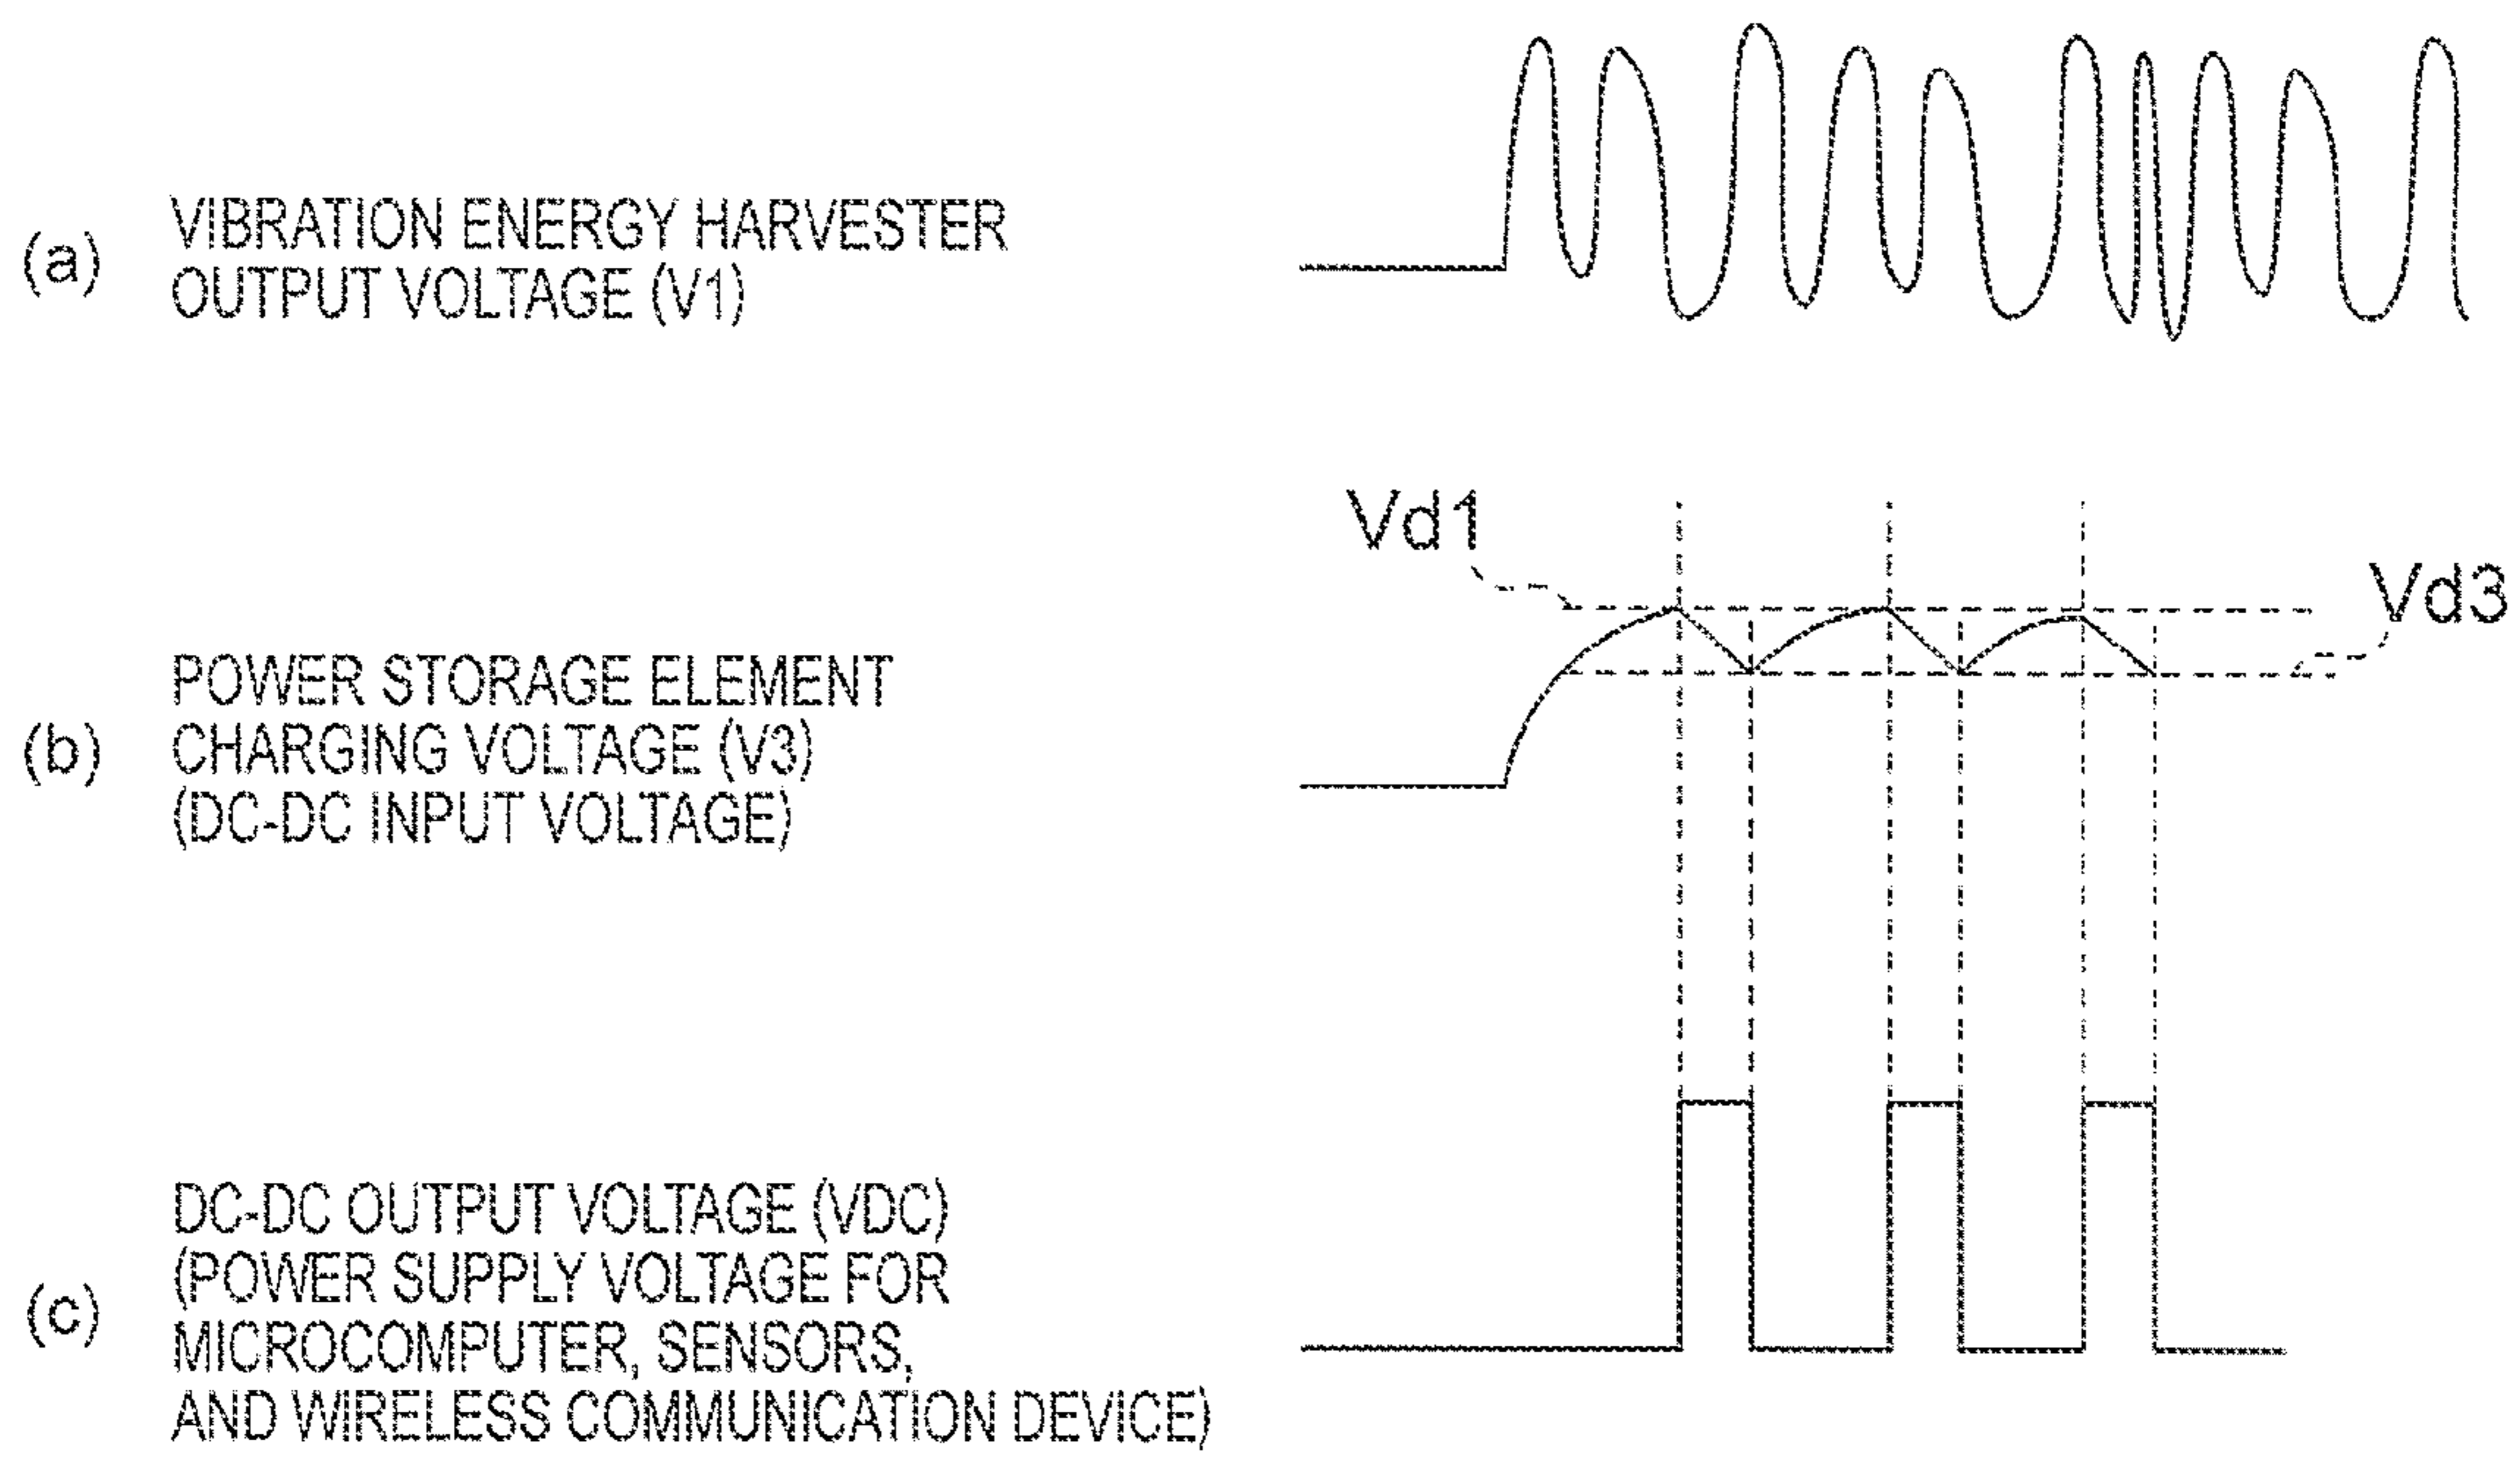 (a)
VIBRATION ENERGY HARVESTER
OUTPUT VOLTAGE (V1)
Vd1
Vd3
(b)
POWER STORAGE ELEMENT
CHARGING VOLTAGE (V3)
(DC-DC INPUT VOLTAGE)
(c)
DC-DC OUTPUT VOLTAGE (VDC)
(POWER SUPPLY VOLTAGE FOR
MICROCOMPUTER, SENSORS,
AND WIRELESS COMMUNICATION DEVICE)